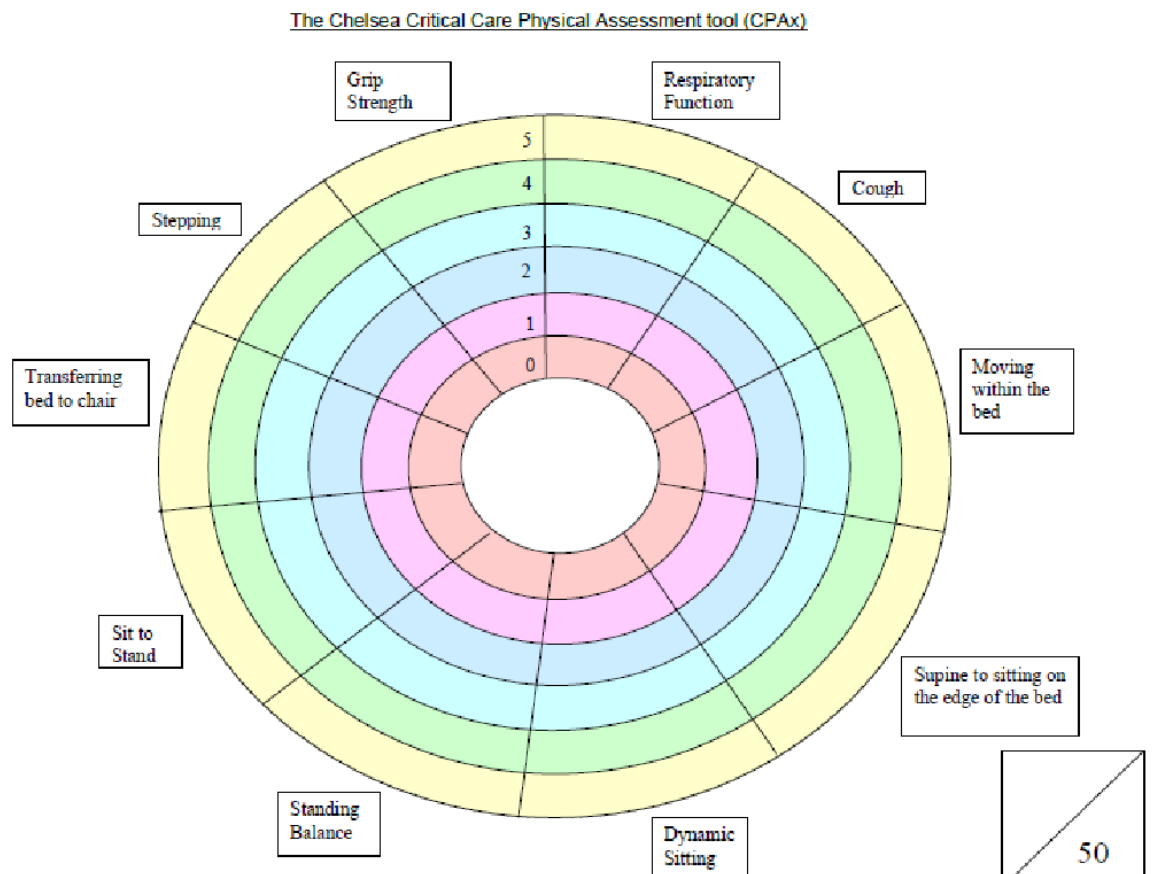 The Chelsea Critical Care Physical Assessment tool (CPAx)
Grip
Strength
Respiratory
Function
5
Cough
4
Stepping
3
2
1
0
Transferring
bed to chair
Moving
within the
bed
Sit to
Stand
Supine to sitting on
the edge of the bed
Standing
Balance
Dynamic
Sitting
50